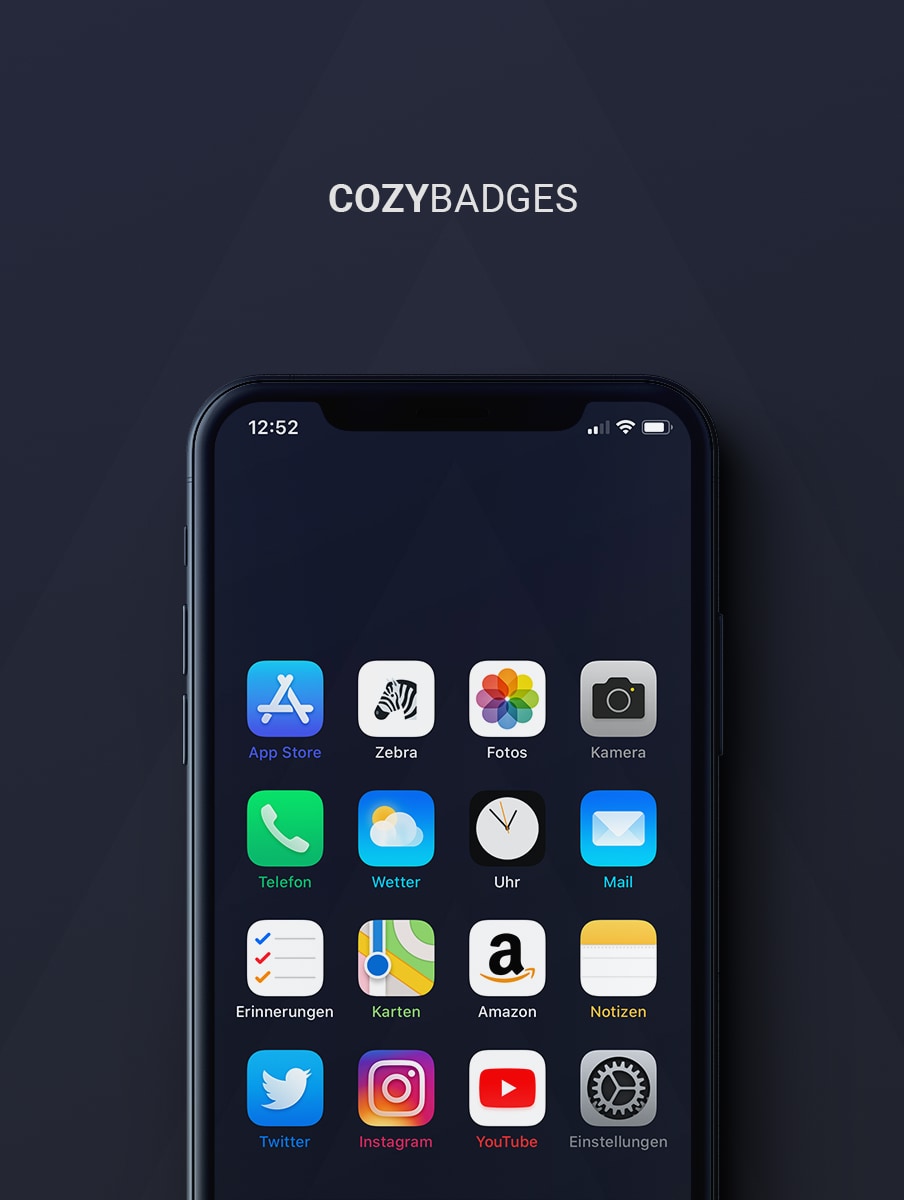 COZYBADGES
12:52
App Store Zebra Fotos Kamera
Telefon Wetter Uhr Mail
Erinnerungen Karten Amazon Notizen
Twitter Instagram YouTube Einstellungen